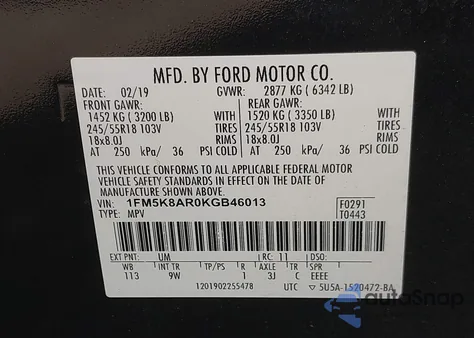 MFD. BY FORD MOTOR CO.
DATE: 02/19 GVWR: 2877 KG ( 6342 LB)
FRONT GAWR: REAR GAWR:
1452 KG ( 3200 LB) 1520 KG ( 3350 LB)
245/55R18 103V TIRES 245/55R18 103V
18x8.0J RIMS 18x8.0J
AT 250 kPa/ 36 PSI COLD AT 250 kPa/ 36 PSI COLD
THIS VEHICLE CONFORMS TO ALL APPLICABLE FEDERAL MOTOR
VEHICLE SAFETY AND THEFT PREVENTION STANDARDS IN EFFECT ON THE DATE OF
MANUFACTURE SHOWN ABOVE.
VIN: 1FM5K8AR0KGB46013 F0291
TYPE: MPV T0443
EXT PNT: UM RC: 11 DSO:
WB INT TR TP/PS R AXLE TR SPR
113 9W 1 3J C EEEE
1201902255478 UTC 5U5A-1520472-BA
autoSnap